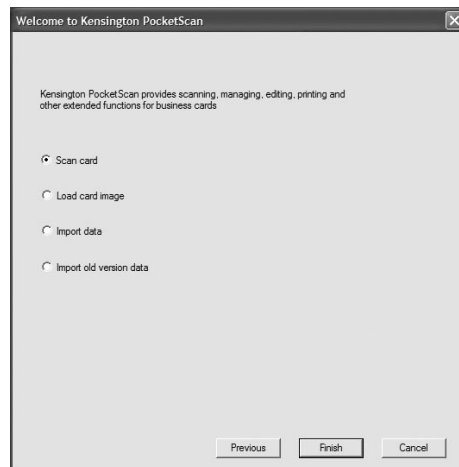 Welcome to Kensington PocketScan
Kensington PocketScan provides scanning, managing, editing, printing and
other extended functions for business cards
Scan card
Load card image
Import data
Import old version data
Previous Finish Cancel